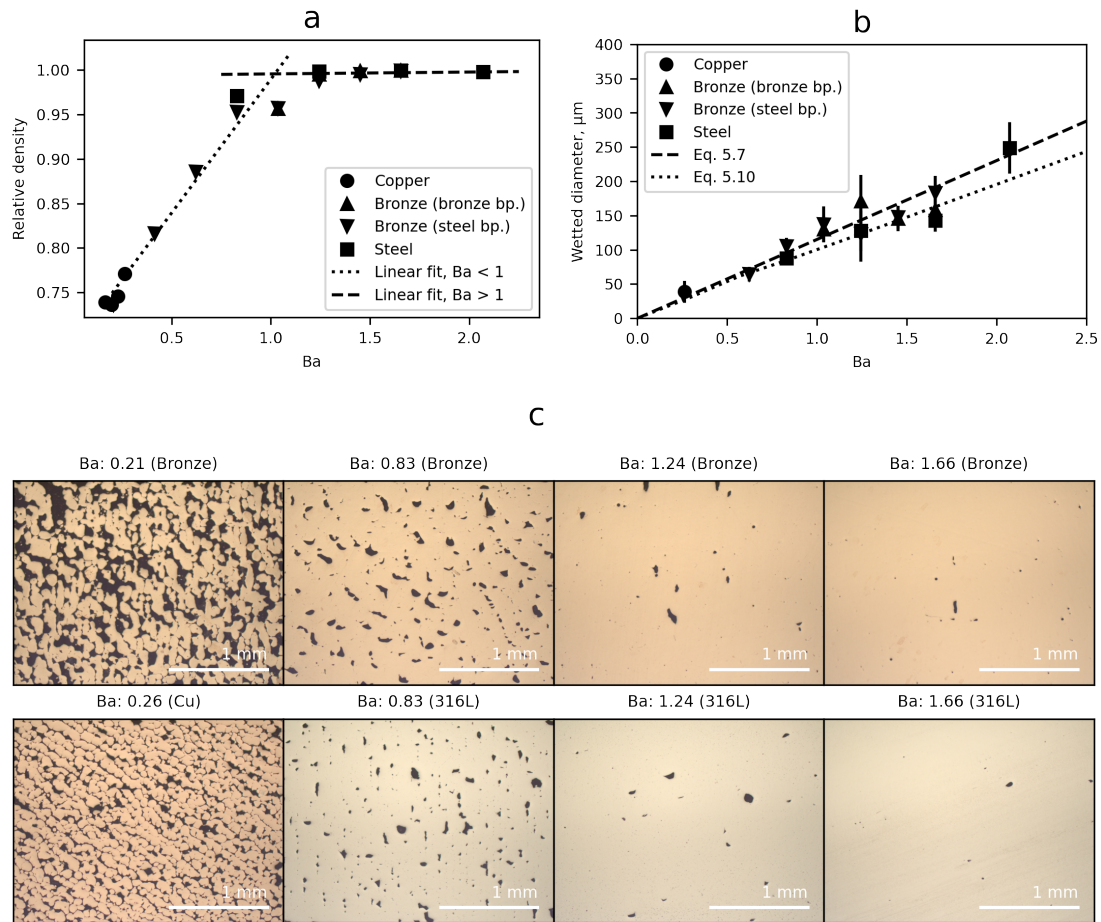 a
1.00
0.95
0.90
0.85
0.80
0.75
Relative density
0.5
1.0
1.5
2.0
Ba
Copper
Bronze (bronze bp.)
Bronze (steel bp.)
Steel
Linear fit, Ba < 1
Linear fit, Ba > 1
b
400
350
300
250
200
150
100
50
0
Wetted diameter, μm
0.0
0.5
1.0
1.5
2.0
2.5
Ba
Copper
Bronze (bronze bp.)
Bronze (steel bp.)
Steel
Eq. 5.7
Eq. 5.10
c
Ba: 0.21 (Bronze)
Ba: 0.83 (Bronze)
Ba: 1.24 (Bronze)
Ba: 1.66 (Bronze)
1 mm
1 mm
1 mm
1 mm
Ba: 0.26 (Cu)
Ba: 0.83 (316L)
Ba: 1.24 (316L)
Ba: 1.66 (316L)
1 mm
1 mm
1 mm
1 mm